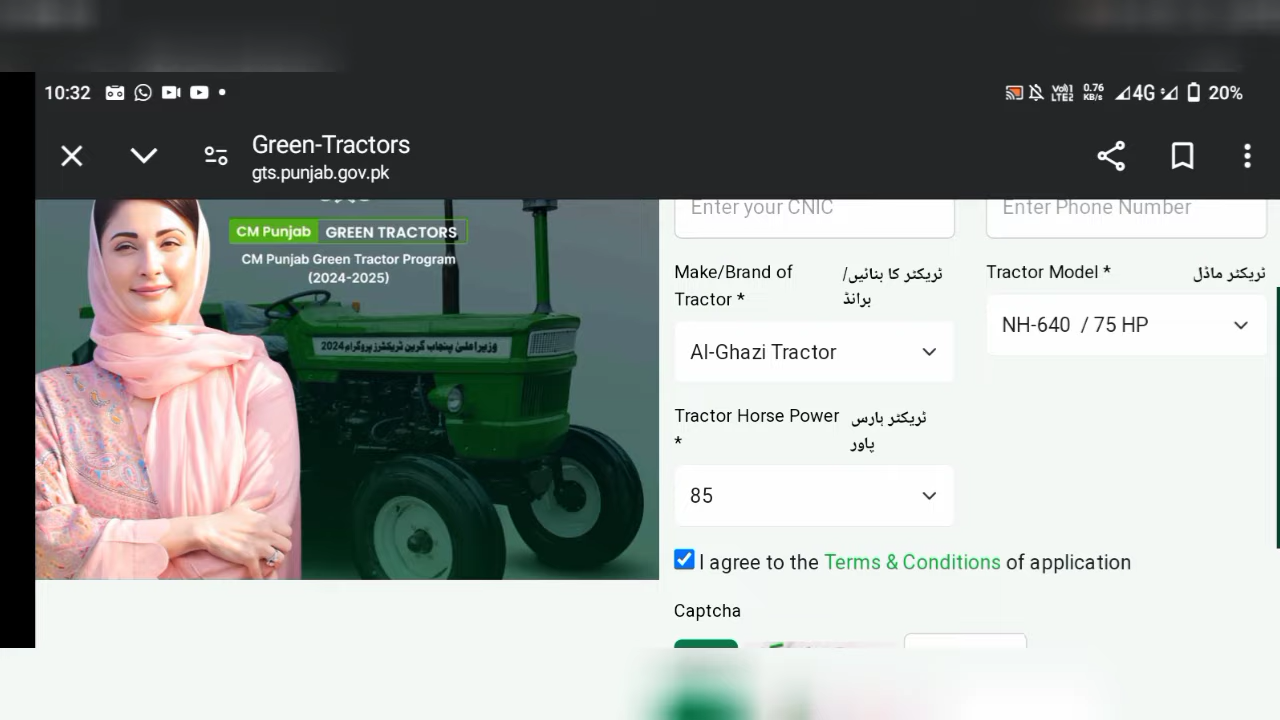 10:32
Vo))1 LTE2
0.76 KB/s
4G
20%
Green-Tractors
gts.punjab.gov.pk
CM Punjab GREEN TRACTORS
CM Punjab Green Tractor Program
(2024-2025)
وزیراعلیٰ پنجاب گرین ٹریکٹرز پروگرام 2024
Enter your CNIC
Enter Phone Number
Make/Brand of
Tractor *
ٹریکٹر کا بنائیں/
برانڈ
Tractor Model *
ٹریکٹر ماڈل
Al-Ghazi Tractor
NH-640 / 75 HP
Tractor Horse Power
*
ٹریکٹر ہارس
پاور
85
I agree to the Terms & Conditions of application
Captcha